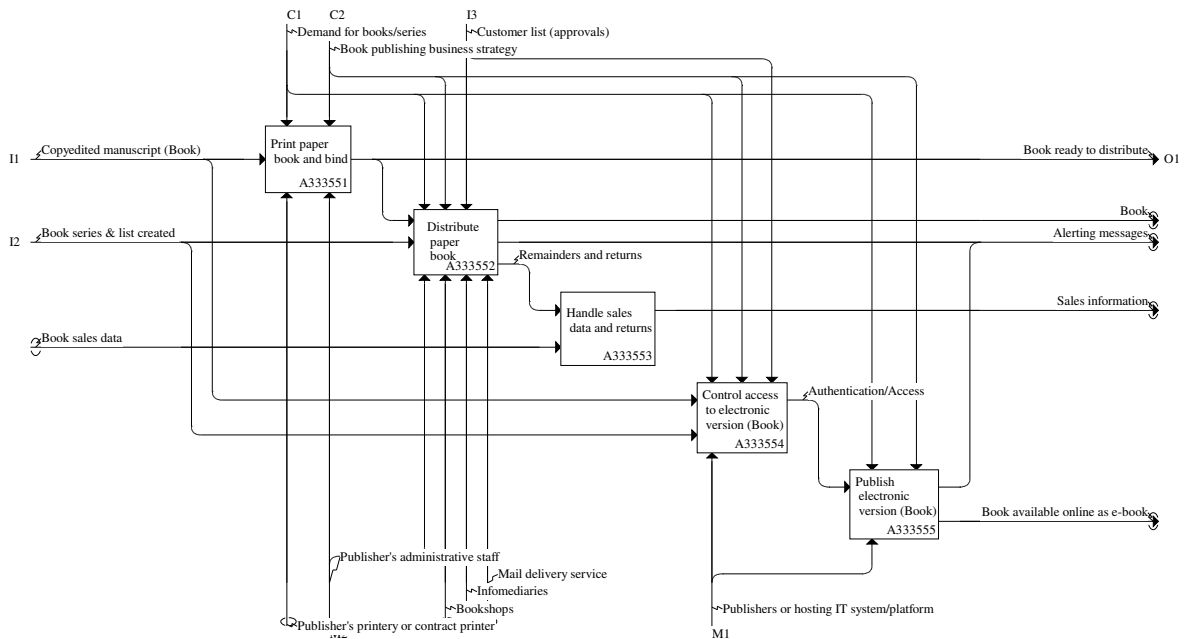 C1 C2 I3
Demand for books/series
Customer list (approvals)
Book publishing business strategy
Print paper
book and bind
A333551
I1
Copyedited manuscript (Book)
Book ready to distribute
O1
Book
I2
Book series & list created
Distribute
paper
book
A333552
Alerting messages
Remainders and returns
Handle sales
data and returns
A333553
Sales information
Book sales data
Control access
to electronic
version (Book)
A333554
Authentication/Access
Publish
electronic
version (Book)
A333555
Book available online as e-book
Publisher's administrative staff
Mail delivery service
Infomediaries
Bookshops
Publishers or hosting IT system/platform
Publisher's printery or contract printer
M1